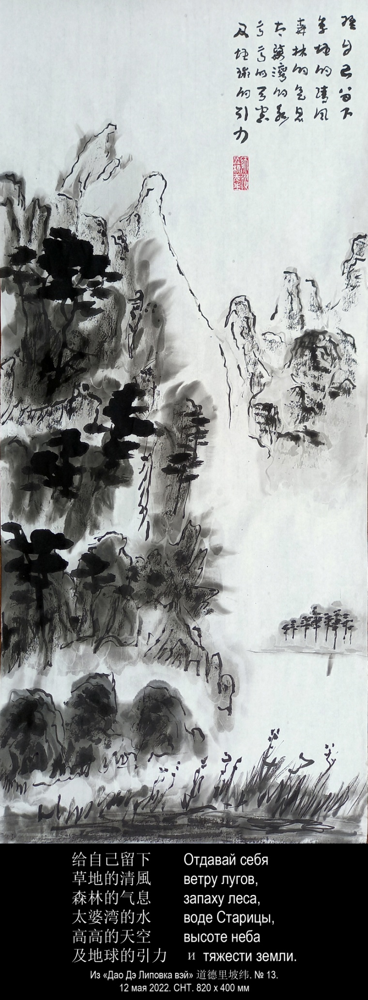 给自己留下
草地的清風
森林的气息
太婆湾的水
高高的天空
及地球的引力
给自己留下 Отдавай себя
草地的清風 ветру лугов,
森林的气息 запаху леса,
太婆湾的水 воде Старицы,
高高的天空 высоте неба
及地球的引力 и тяжести земли.
Из «Дао Дэ Липовка вэй» 道德里坡纬. № 13.
12 мая 2022. СНТ. 820 x 400 мм